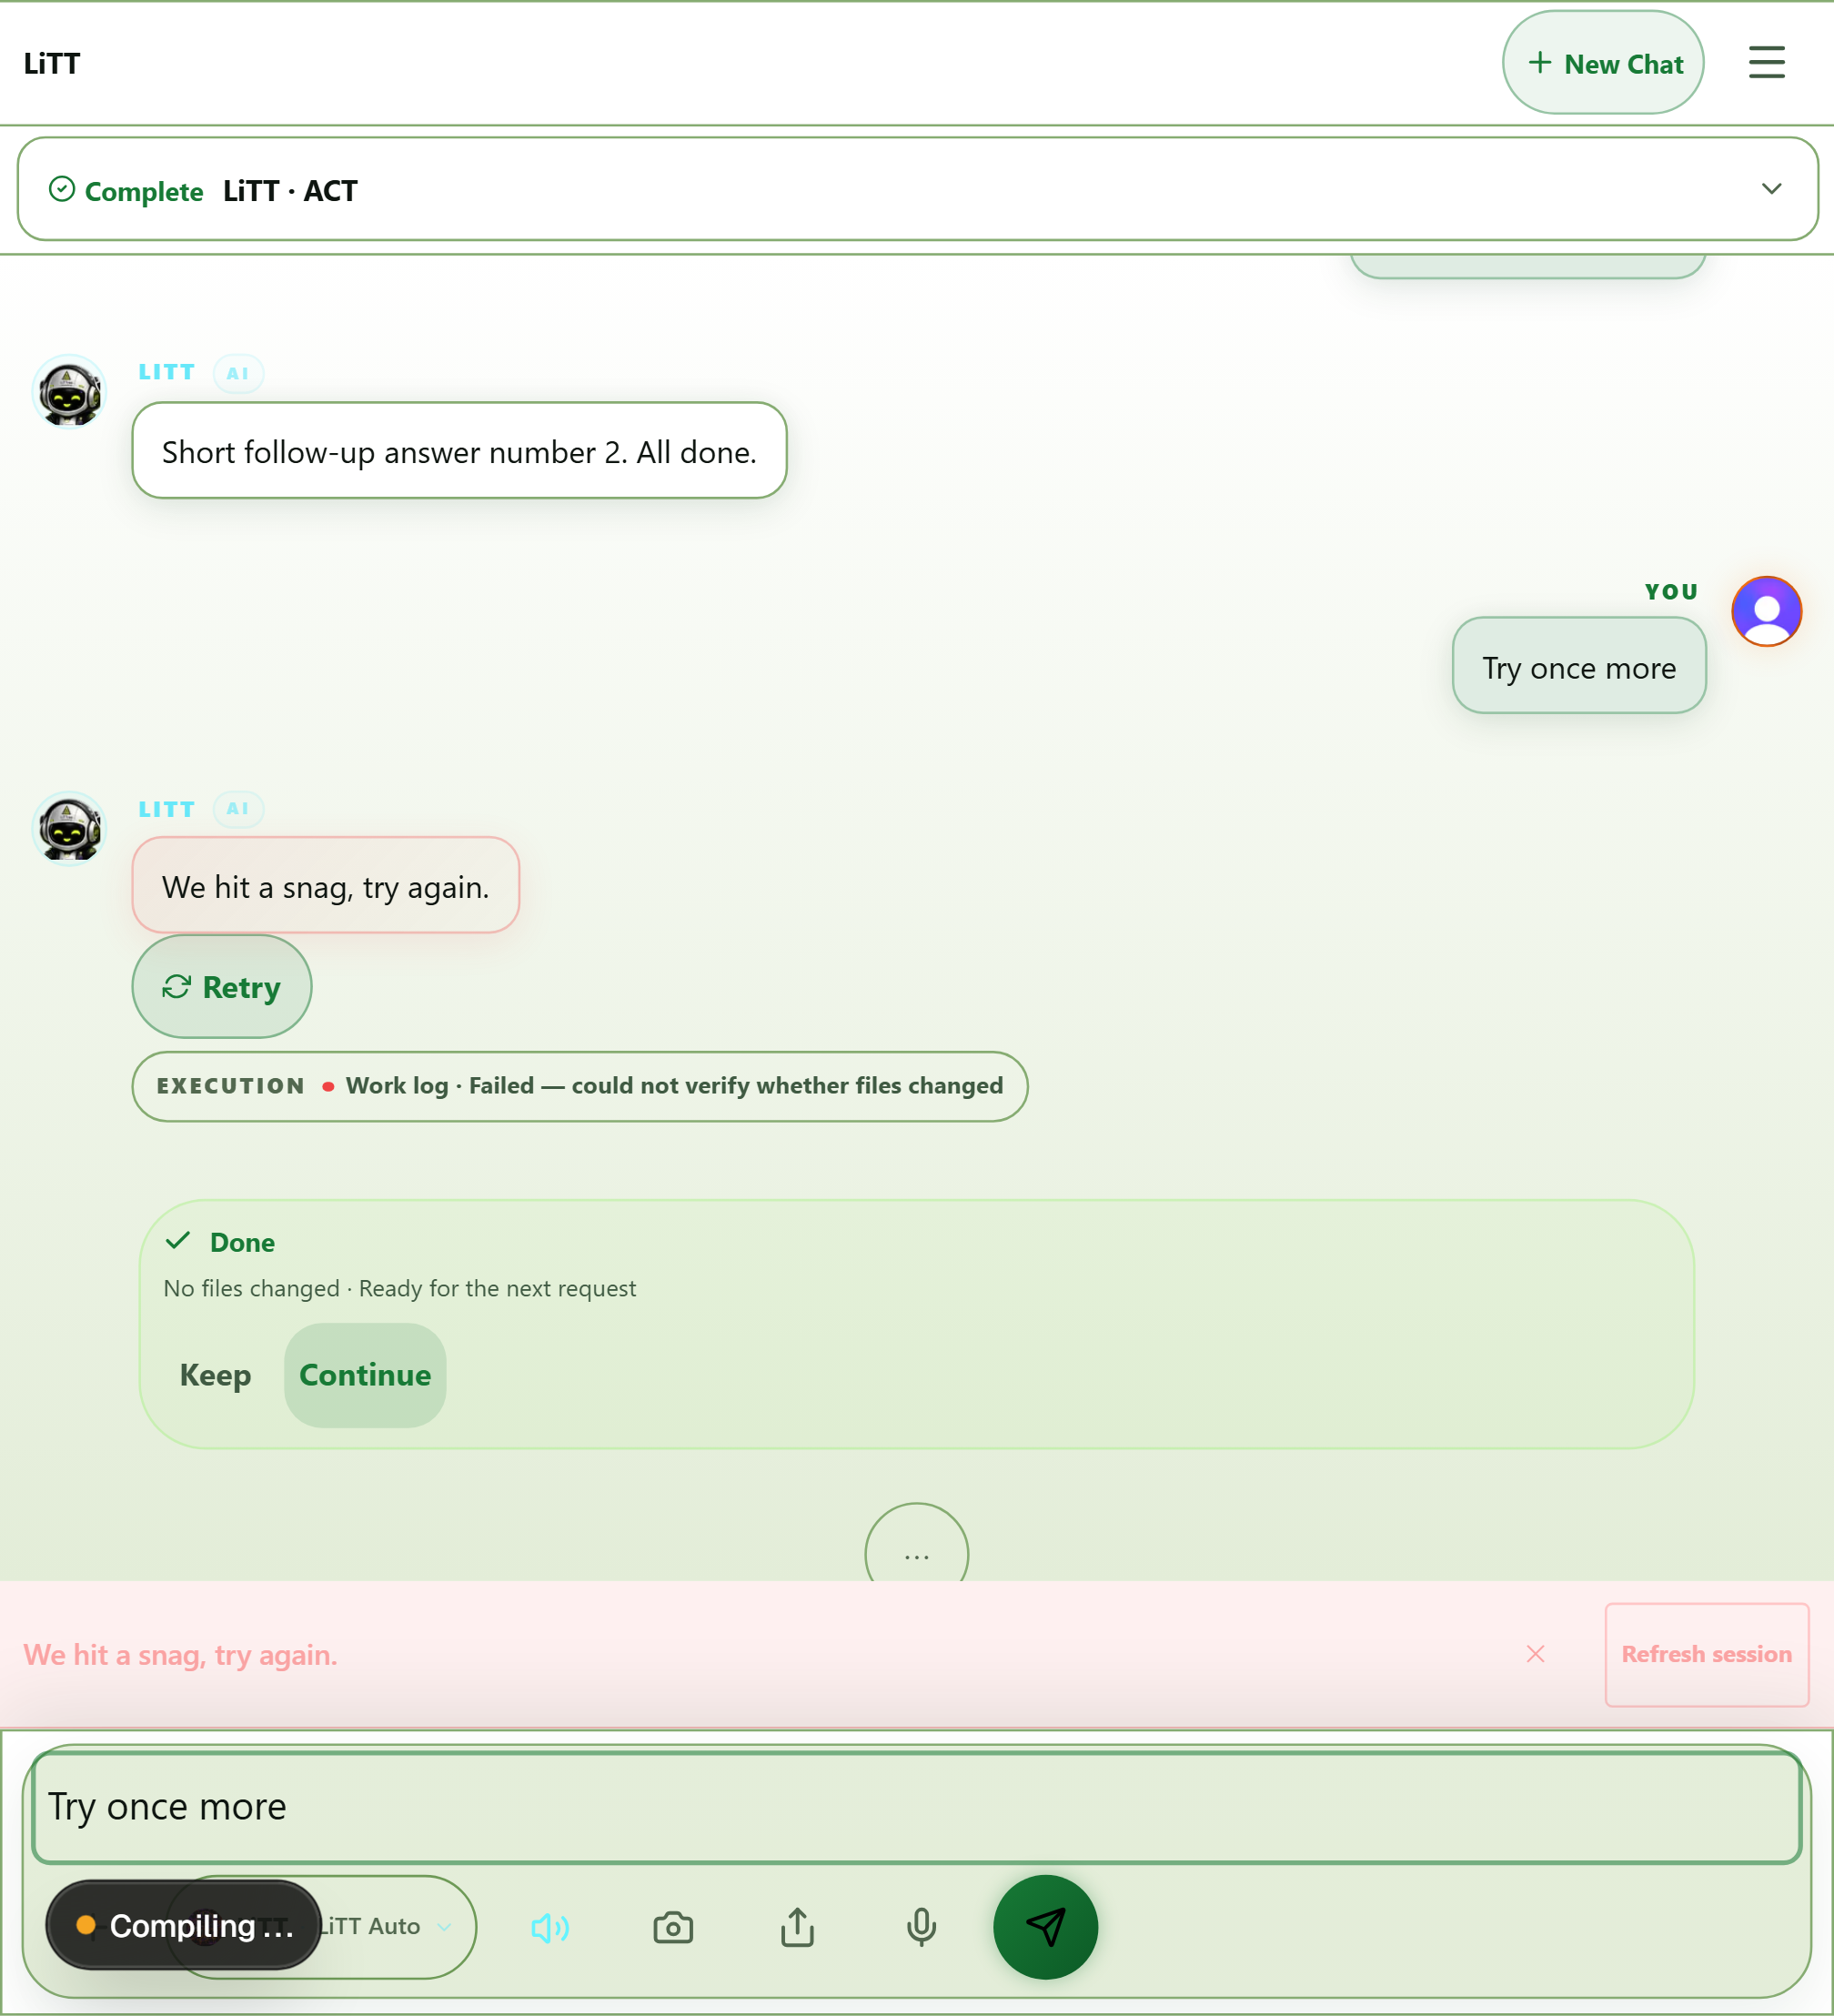 LiTT
New Chat
Complete LiTT · ACT
LITT AI
Short follow-up answer number 2. All done.
YOU
Try once more
LITT AI
We hit a snag, try again.
Retry
EXECUTION Work log · Failed — could not verify whether files changed
Done
No files changed · Ready for the next request
Keep Continue
...
We hit a snag, try again.
Refresh session
Try once more
Compiling ... LiTT Auto